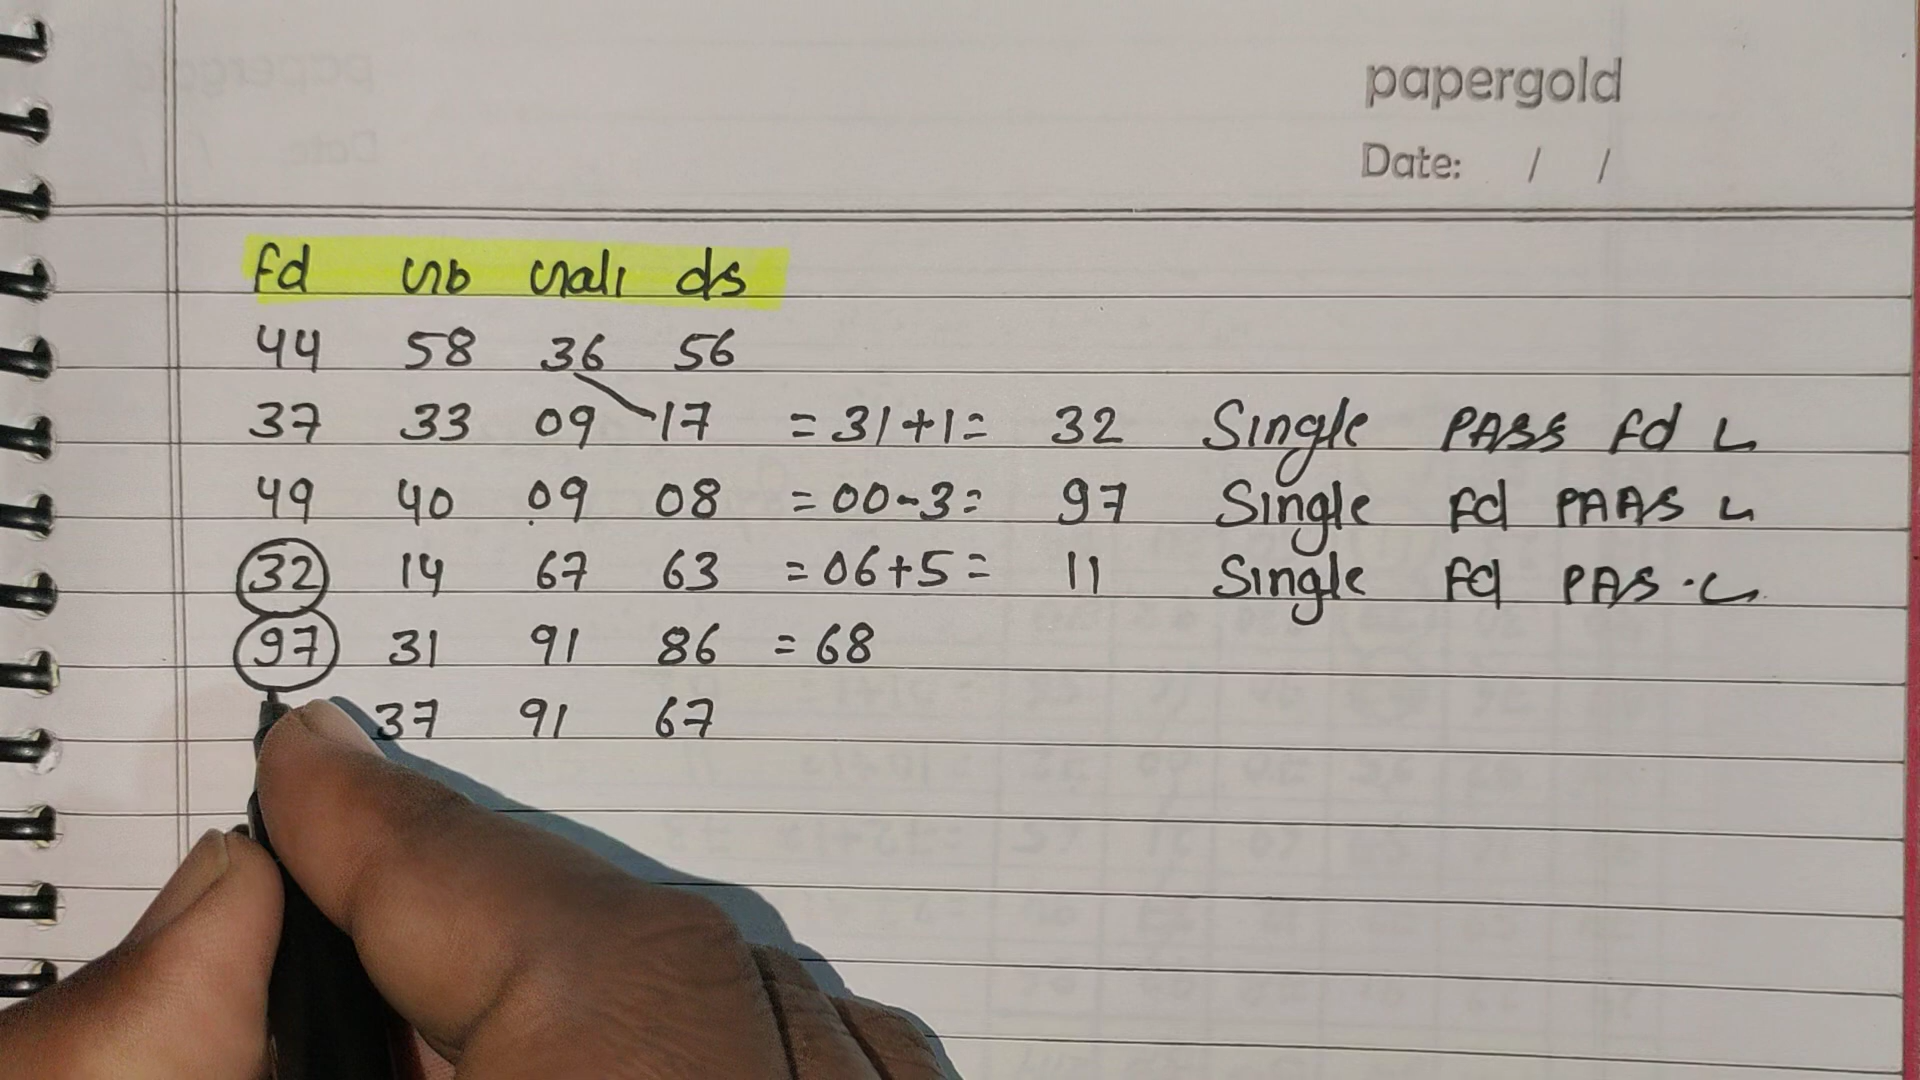 papergold
Date: / /
fd gb gali ds
44 58 36 56
37 33 09 17 = 31+1= 32 Single PASS fd
49 40 09 08 = 00-3= 97 Single fd PAAS
32 14 67 63 = 06+5= 11 Single fd PAS
97 31 91 86 = 68
37 91 67